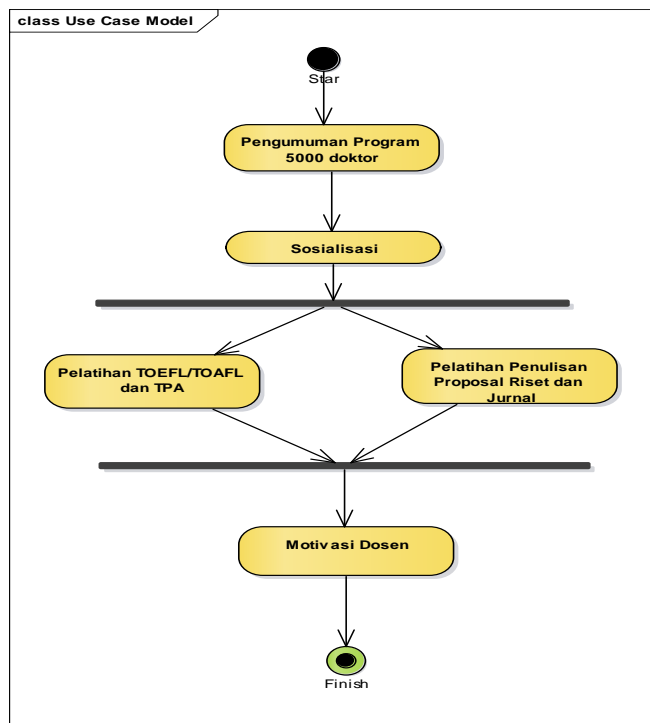 class Use Case Model
Star
Pengumuman Program
5000 doktor
Sosialisasi
Pelatihan TOEFL/TOAFL
dan TPA
Pelatihan Penulisan
Proposal Riset dan
Jurnal
Motivasi Dosen
Finish